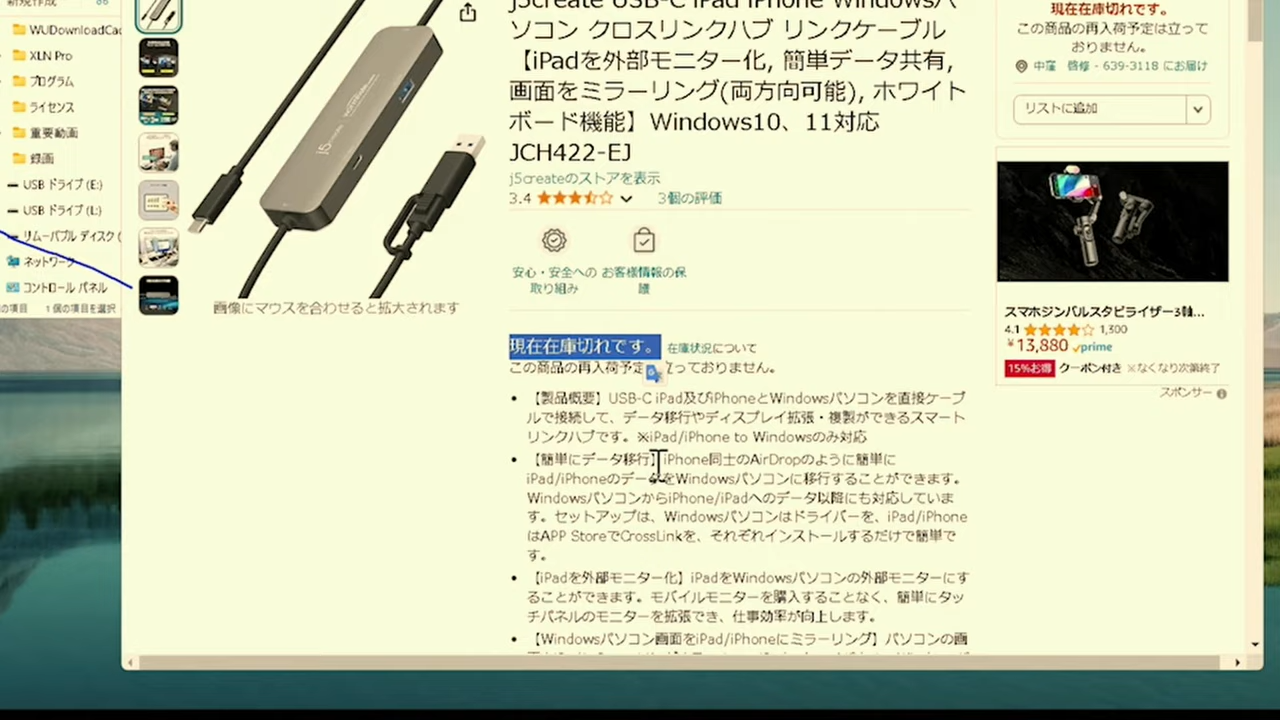 新規作成
WUDownloadCac
XLN Pro
プログラム
ライセンス
重要動画
録画
USB ドライブ (E:)
USB ドライブ (L:)
リムーバブル ディスク (
ネットワーク
コントロール パネル
の項目 1 個の項目を選択
j5create
画像にマウスを合わせると拡大されます
j5create USB-C iPad iPhone Windowsパ
ソコン クロスリンクハブ リンクケーブル
【iPadを外部モニター化, 簡単データ共有,
画面をミラーリング(両方向可能), ホワイト
ボード機能】Windows10、11対応
JCH422-EJ
j5createのストアを表示
3.4 3個の評価
安心・安全への お客様情報の保
取り組み 護
現在在庫切れです。 在庫状況について
この商品の再入荷予定 立っておりません。
• 【製品概要】USB-C iPad及びiPhoneとWindowsパソコンを直接ケーブ
ルで接続して、データ移行やディスプレイ拡張・複製ができるスマート
リンクハブです。※iPad/iPhone to Windowsのみ対応
• 【簡単にデータ移行】iPhone同士のAirDropのように簡単に
iPad/iPhoneのデータをWindowsパソコンに移行することができます。
WindowsパソコンからiPhone/iPadへのデータ以降にも対応していま
す。セットアップは、Windowsパソコンはドライバーを、iPad/iPhone
はAPP StoreでCrossLinkを、それぞれインストールするだけで簡単で
す。
• 【iPadを外部モニター化】iPadをWindowsパソコンの外部モニターにす
ることができます。モバイルモニターを購入することなく、簡単にタッ
チパネルのモニターを拡張でき、仕事効率が向上します。
• 【Windowsパソコン画面をiPad/iPhoneにミラーリング】パソコンの画
現在在庫切れです。
この商品の再入荷予定は立って
おりません。
中窪 啓修 - 639-3118 にお届け
リストに追加
スマホジンバルスタビライザー3軸...
4.1 1,300
¥13,880 prime
15%お得 クーポン付き ※なくなり次第終了
スポンサー